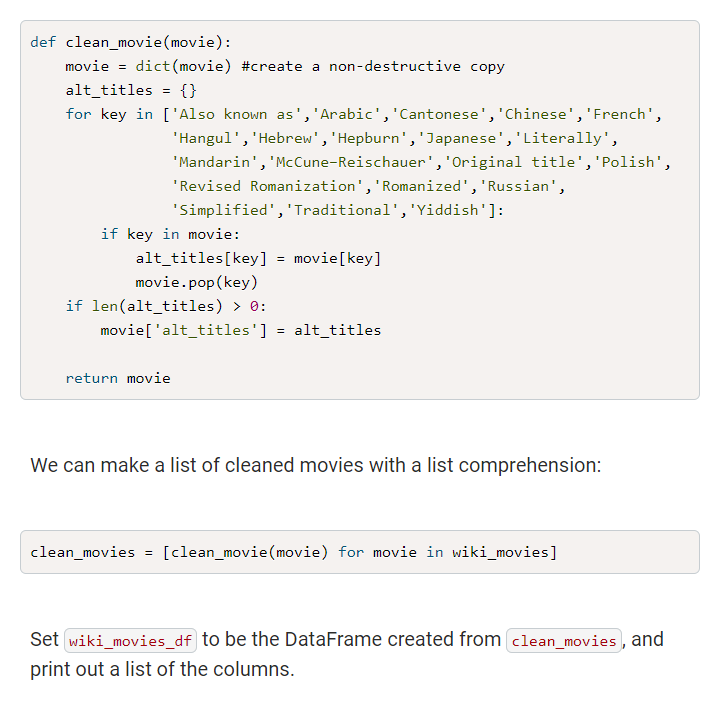 def clean_movie(movie):
    movie = dict(movie) #create a non-destructive copy
    alt_titles = {}
    for key in ['Also known as','Arabic','Cantonese','Chinese','French',
                'Hangul','Hebrew','Hepburn','Japanese','Literally',
                'Mandarin','McCune–Reischauer','Original title','Polish',
                'Revised Romanization','Romanized','Russian',
                'Simplified','Traditional','Yiddish']:
        if key in movie:
            alt_titles[key] = movie[key]
            movie.pop(key)
    if len(alt_titles) > 0:
        movie['alt_titles'] = alt_titles
    return movie
We can make a list of cleaned movies with a list comprehension:
clean_movies = [clean_movie(movie) for movie in wiki_movies]
Set wiki_movies_df to be the DataFrame created from clean_movies, and
print out a list of the columns.